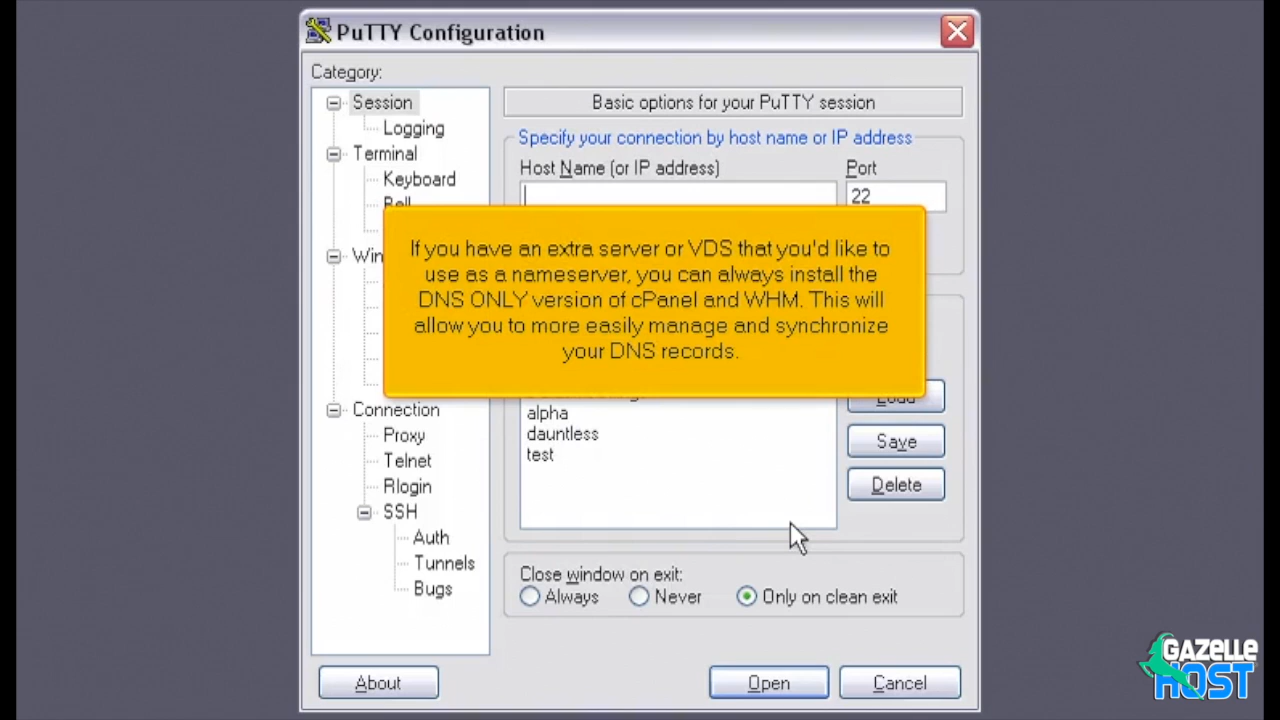 PuTTY Configuration
Category:
Session
Logging
Terminal
Keyboard
Bell
Win
Connection
Proxy
Telnet
Rlogin
SSH
Auth
Tunnels
Bugs
Basic options for your PuTTY session
Specify your connection by host name or IP address
Host Name (or IP address)
Port
22
If you have an extra server or VDS that you'd like to
use as a nameserver, you can always install the
DNS ONLY version of cPanel and WHM. This will
allow you to more easily manage and synchronize
your DNS records.
Load
alpha
dauntless
test
Save
Delete
Close window on exit:
Always
Never
Only on clean exit
About
Open
Cancel
GAZELLE
HOST